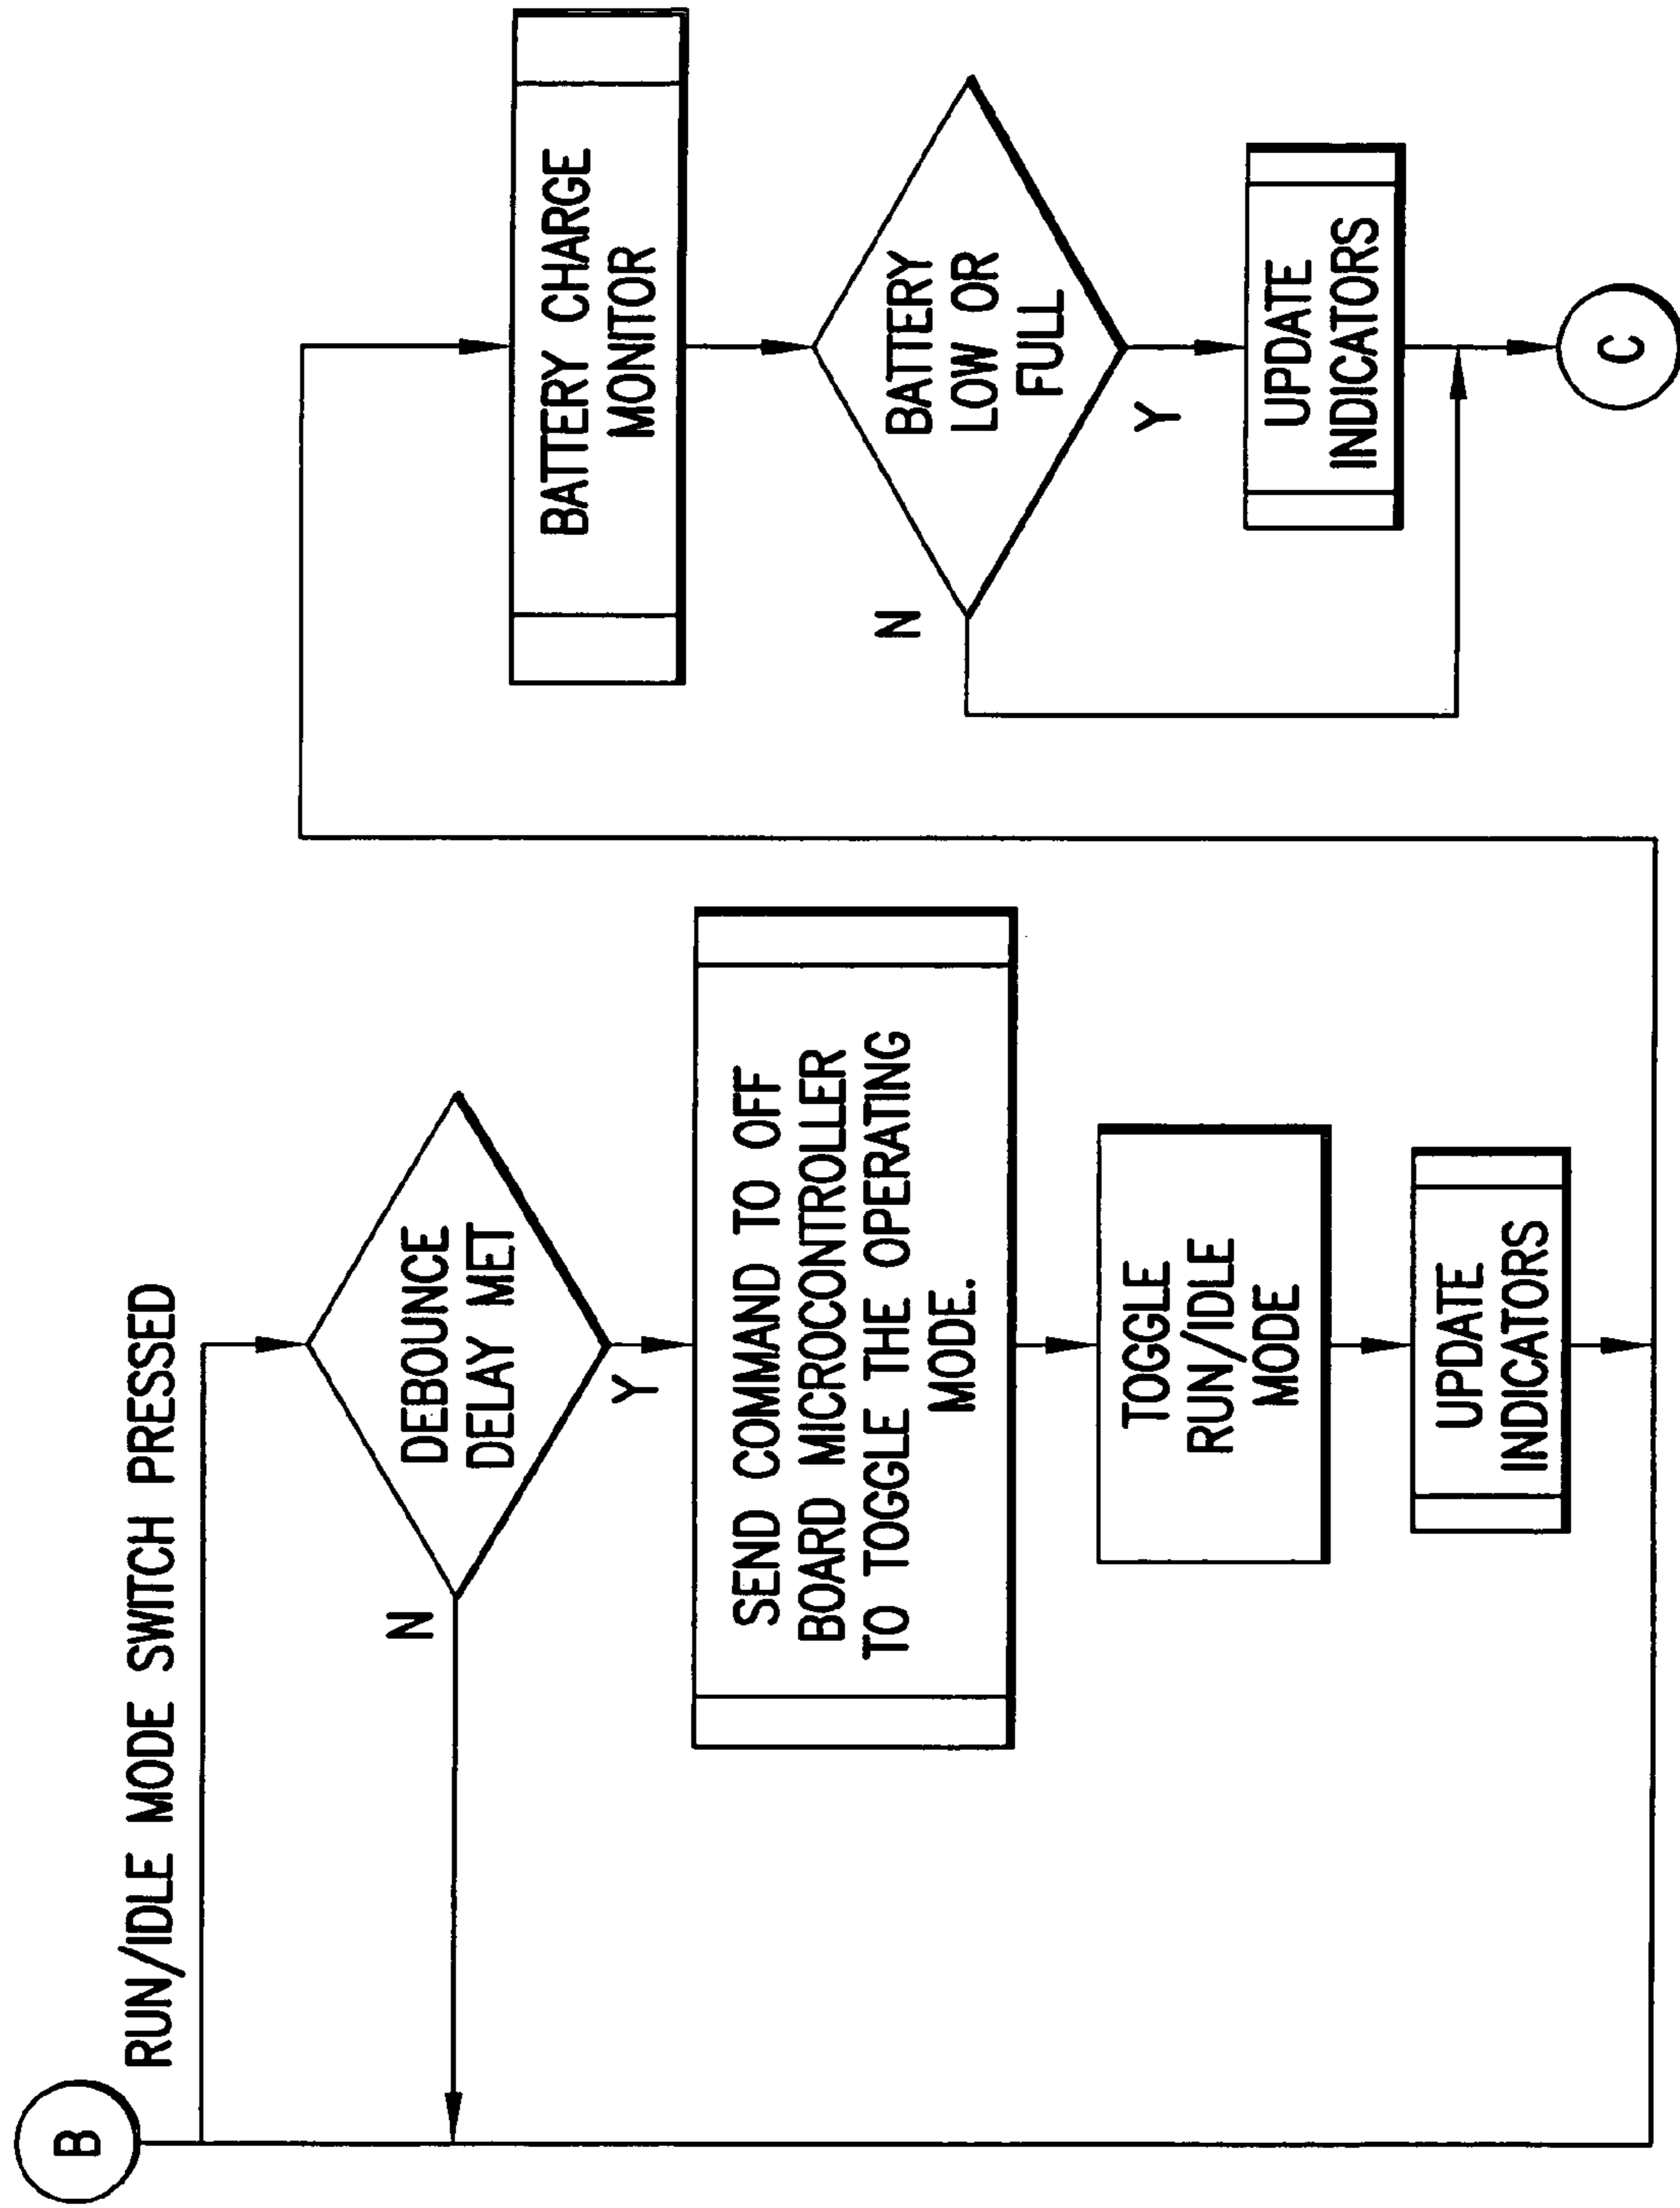 B
RUN/IDLE MODE SWITCH PRESSED
DEBOUNCE
DELAY MET
N
Y
SEND COMMAND TO OFF
BOARD MICROCONTROLLER
TO TOGGLE THE OPERATING
MODE.
TOGGLE
RUN/IDLE
MODE
UPDATE
INDICATORS
BATTERY CHARGE
MONITOR
BATTERY
LOW OR
FULL
N
Y
UPDATE
INDICATORS
C